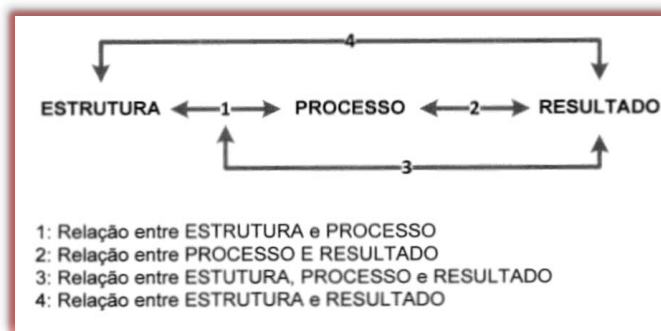 4
ESTRUTURA 1 PROCESSO 2 RESULTADO
3
1: Relação entre ESTRUTURA e PROCESSO
2: Relação entre PROCESSO E RESULTADO
3: Relação entre ESTUTURA, PROCESSO e RESULTADO
4: Relação entre ESTRUTURA e RESULTADO